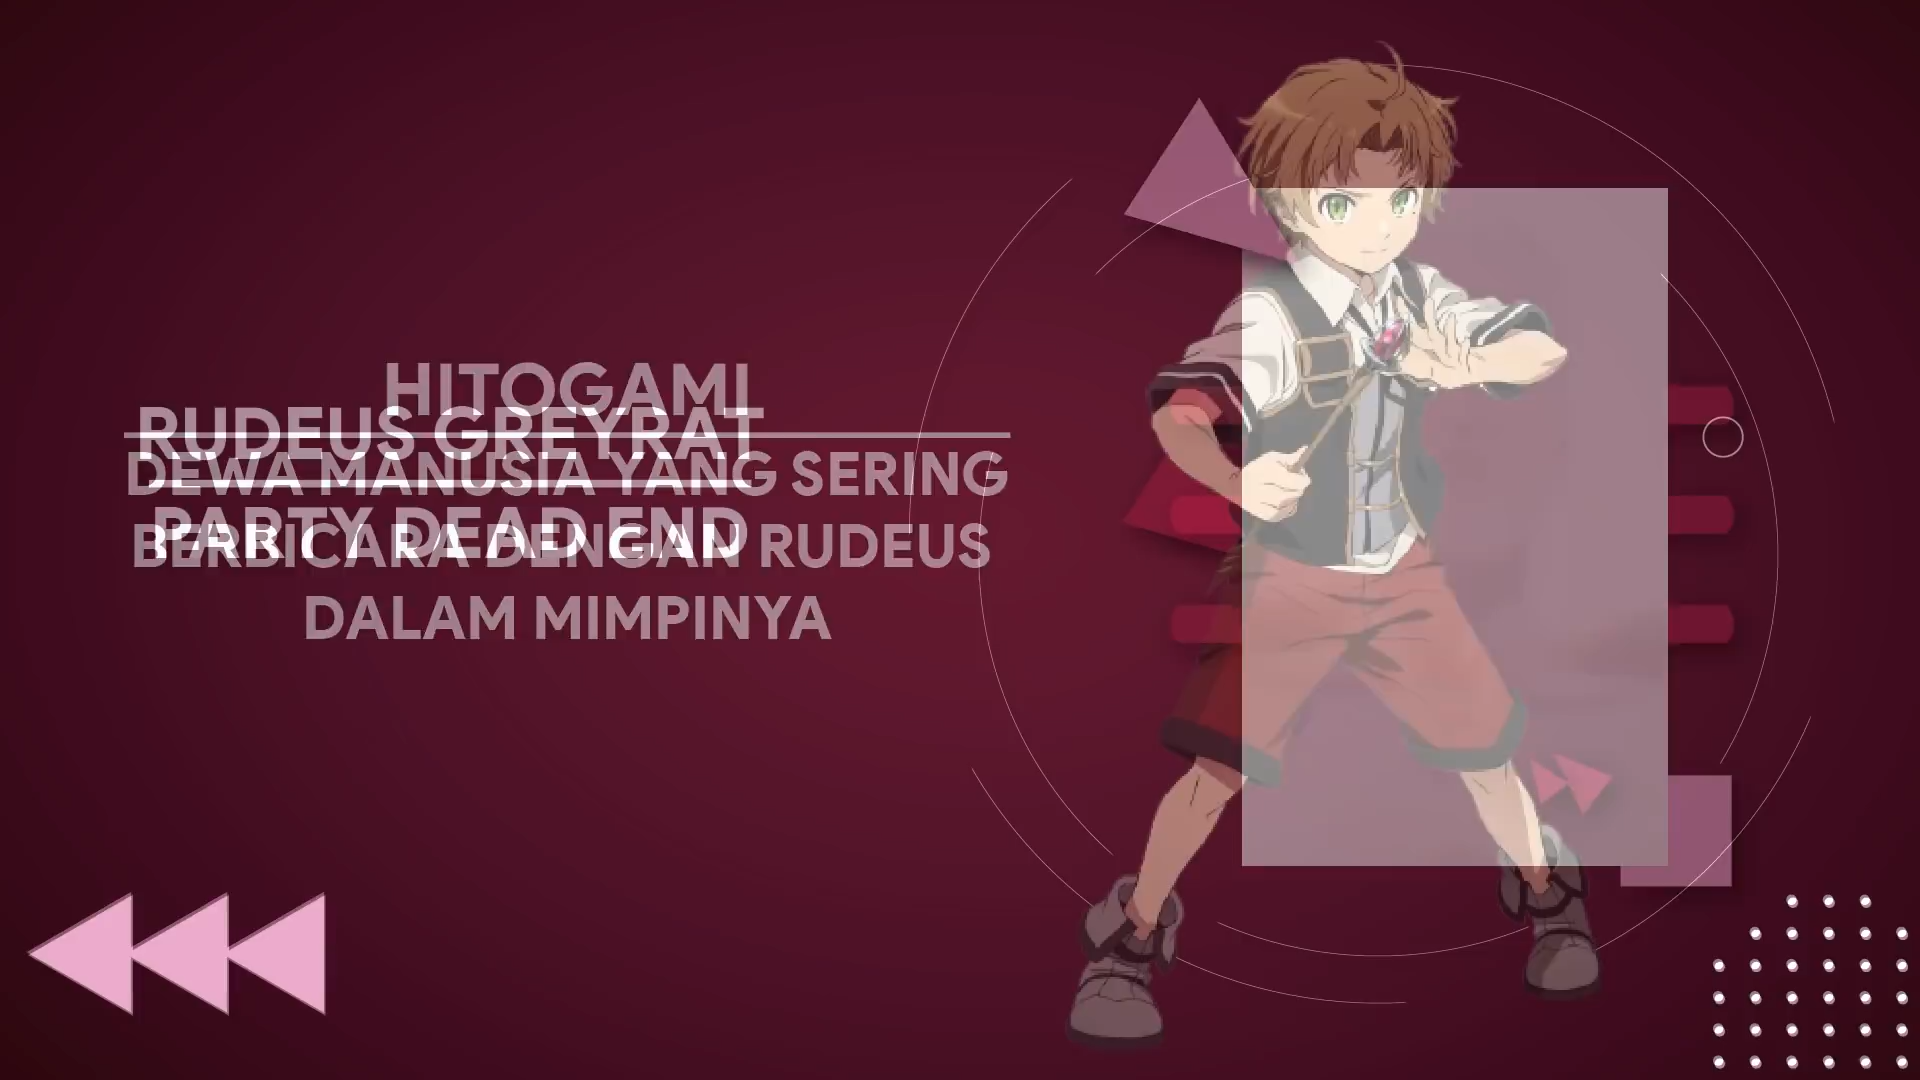 HITOGAMI
RUDEUS GREYRAT
DEWA MANUSIA YANG SERING
PARTY DEAD END
BERBICARA DENGAN RUDEUS
DALAM MIMPINYA